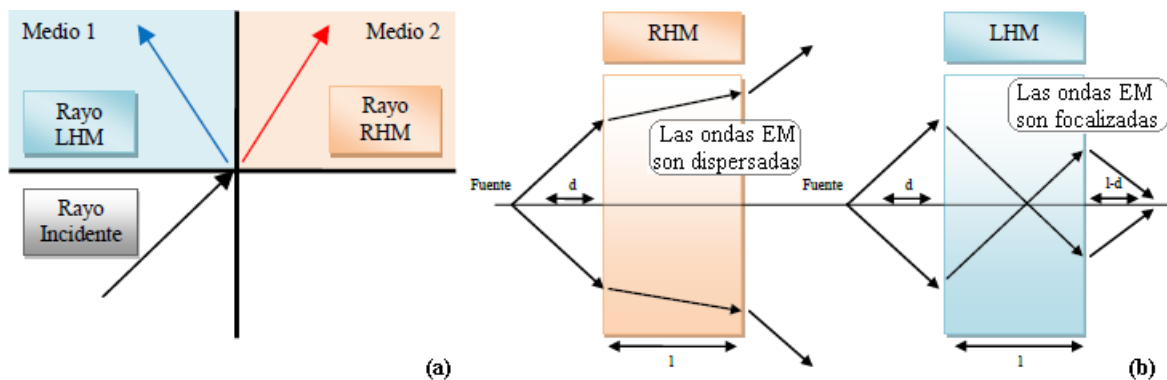 Medio 1
Medio 2
Rayo
LHM
Rayo
RHM
Rayo
Incidente
(a)
RHM
Las ondas EM
son dispersadas
Fuente
d
l
LHM
Las ondas EM
son focalizadas
Fuente
d
l-d
l
(b)